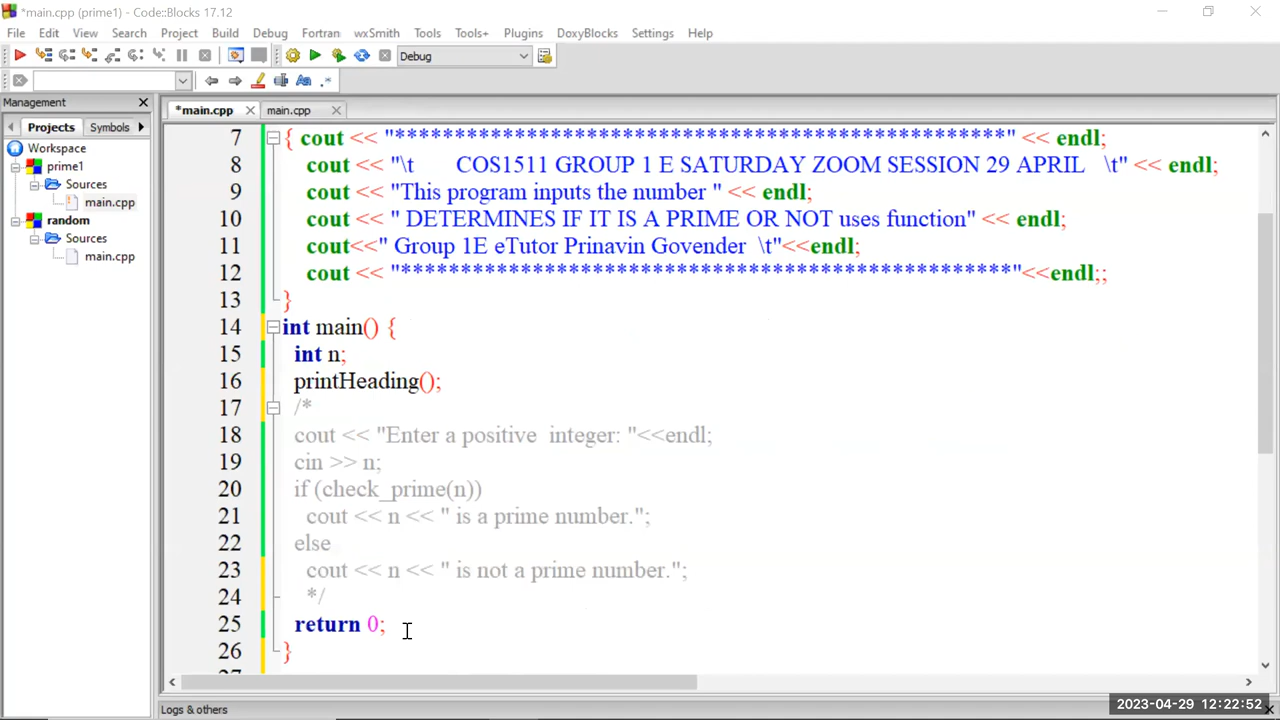 *main.cpp (prime1) - Code::Blocks 17.12
File Edit View Search Project Build Debug Fortran wxSmith Tools Tools+ Plugins DoxyBlocks Settings Help
Debug
Management
*main.cpp main.cpp
Projects Symbols
Workspace
prime1
Sources
main.cpp
random
Sources
main.cpp
7 { cout << "***************************************************" << endl;
8 cout << "\t COS1511 GROUP 1 E SATURDAY ZOOM SESSION 29 APRIL \t" << endl;
9 cout << "This program inputs the number " << endl;
10 cout << " DETERMINES IF IT IS A PRIME OR NOT uses function" << endl;
11 cout<<" Group 1E eTutor Prinavin Govender \t"<<endl;
12 cout << "***************************************************"<<endl;;
13 }
14 int main() {
15 int n;
16 printHeading();
17 /*
18 cout << "Enter a positive integer: "<<endl;
19 cin >> n;
20 if (check_prime(n))
21 cout << n << " is a prime number.";
22 else
23 cout << n << " is not a prime number.";
24 */
25 return 0;
26 }
27
Logs & others
2023-04-29 12:22:52